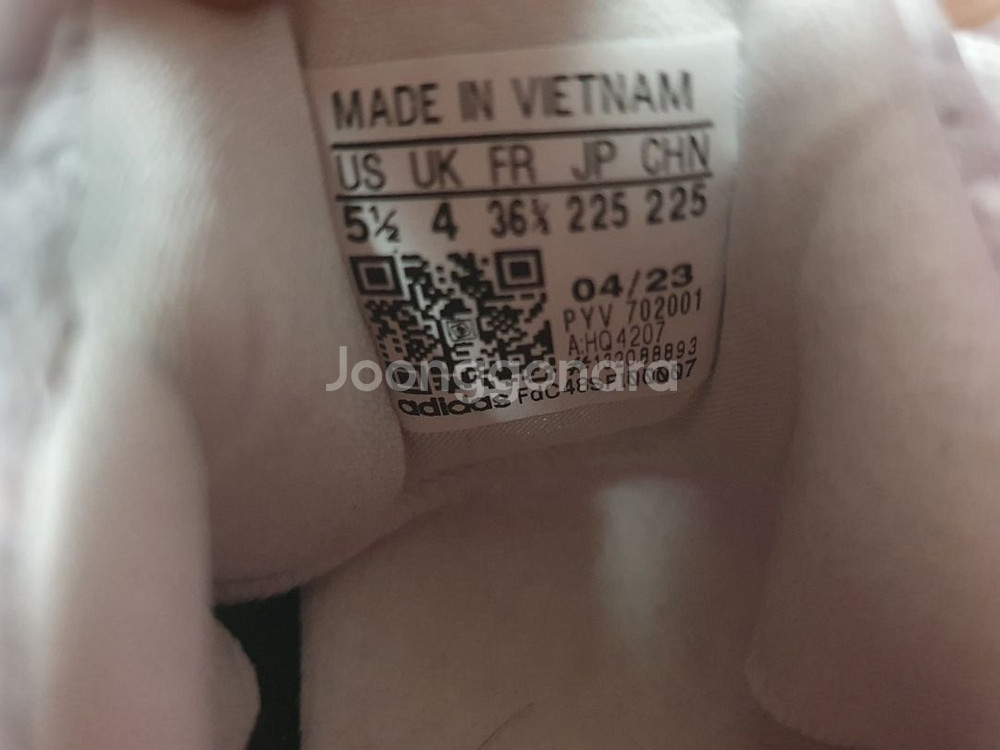 MADE IN VIETNAM
US UK FR JP CHN
5½ 4 36⅔ 225 225
04/23
PYV 702001
A:HQ4207
Joonggonara
adidas